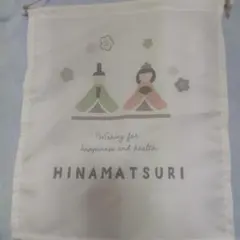 Wishing for
happiness and health
HINAMATSURI